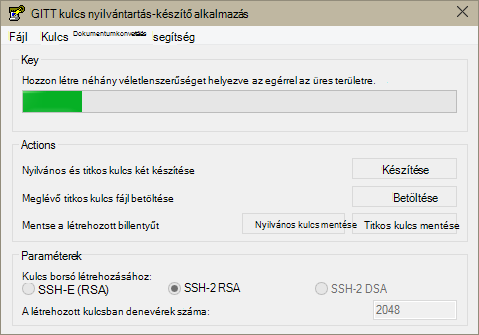 GITT kulcs nyilvántartás-készítő alkalmazás
Fájl Kulcs Dokumentumkonvetálás segítség
Key
Hozzon létre néhány véletlenszerűséget helyezve az egérrel az üres területre.
Actions
Nyilvános és titkos kulcs két készítése
Készítése
Meglévő titkos kulcs fájl betöltése
Betöltése
Mentse a létrehozott billentyűt
Nyilvános kulcs mentése
Titkos kulcs mentése
Paraméterek
Kulcs borsó létrehozásához:
SSH-E (RSA) SSH-2 RSA SSH-2 DSA
A létrehozott kulcsban denevérek száma:
2048